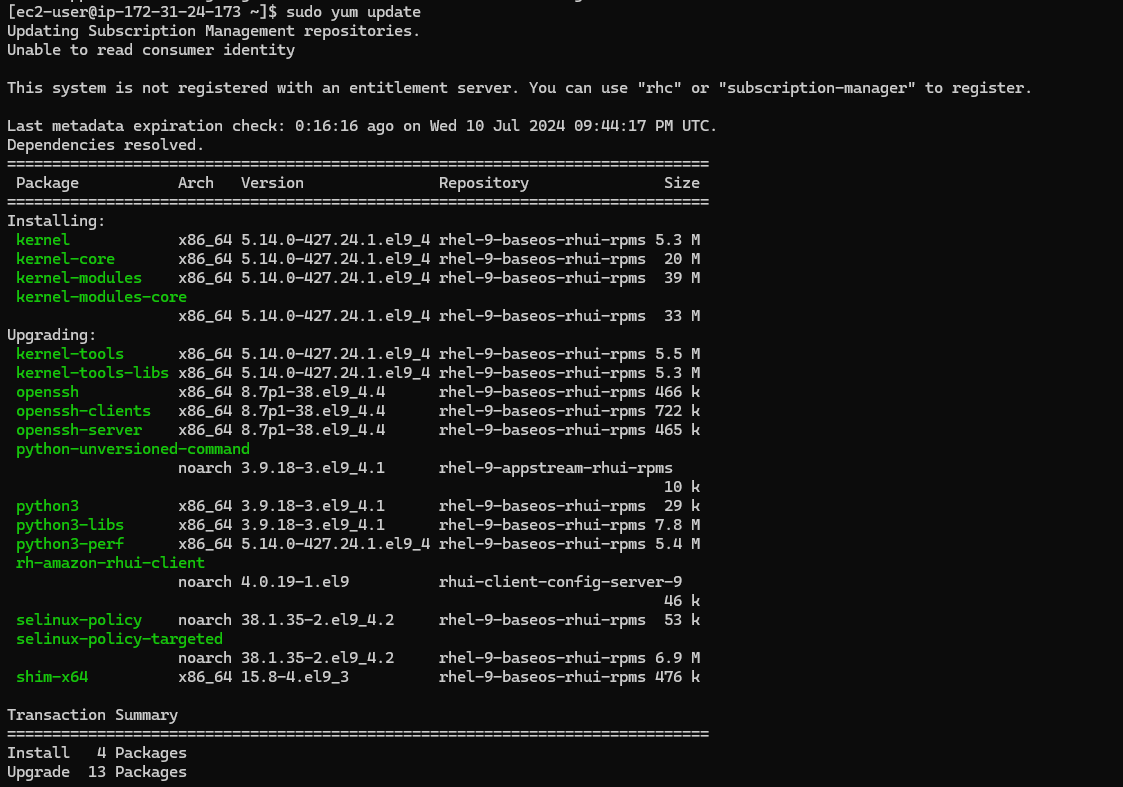 [ec2-user@ip-172-31-24-173 ~]$ sudo yum update
Updating Subscription Management repositories.
Unable to read consumer identity

This system is not registered with an entitlement server. You can use "rhc" or "subscription-manager" to register.

Last metadata expiration check: 0:16:16 ago on Wed 10 Jul 2024 09:44:17 PM UTC.
Dependencies resolved.
==============================================================================
 Package           Arch   Version               Repository               Size
==============================================================================
Installing:
 kernel            x86_64 5.14.0-427.24.1.el9_4 rhel-9-baseos-rhui-rpms 5.3 M
 kernel-core       x86_64 5.14.0-427.24.1.el9_4 rhel-9-baseos-rhui-rpms  20 M
 kernel-modules    x86_64 5.14.0-427.24.1.el9_4 rhel-9-baseos-rhui-rpms  39 M
 kernel-modules-core
                   x86_64 5.14.0-427.24.1.el9_4 rhel-9-baseos-rhui-rpms  33 M
Upgrading:
 kernel-tools      x86_64 5.14.0-427.24.1.el9_4 rhel-9-baseos-rhui-rpms 5.5 M
 kernel-tools-libs x86_64 5.14.0-427.24.1.el9_4 rhel-9-baseos-rhui-rpms 5.3 M
 openssh           x86_64 8.7p1-38.el9_4.4      rhel-9-baseos-rhui-rpms 466 k
 openssh-clients   x86_64 8.7p1-38.el9_4.4      rhel-9-baseos-rhui-rpms 722 k
 openssh-server    x86_64 8.7p1-38.el9_4.4      rhel-9-baseos-rhui-rpms 465 k
 python-unversioned-command
                   noarch 3.9.18-3.el9_4.1      rhel-9-appstream-rhui-rpms
                                                                         10 k
 python3           x86_64 3.9.18-3.el9_4.1      rhel-9-baseos-rhui-rpms  29 k
 python3-libs      x86_64 3.9.18-3.el9_4.1      rhel-9-baseos-rhui-rpms 7.8 M
 python3-perf      x86_64 5.14.0-427.24.1.el9_4 rhel-9-baseos-rhui-rpms 5.4 M
 rh-amazon-rhui-client
                   noarch 4.0.19-1.el9          rhui-client-config-server-9
                                                                         46 k
 selinux-policy    noarch 38.1.35-2.el9_4.2     rhel-9-baseos-rhui-rpms  53 k
 selinux-policy-targeted
                   noarch 38.1.35-2.el9_4.2     rhel-9-baseos-rhui-rpms 6.9 M
 shim-x64          x86_64 15.8-4.el9_3          rhel-9-baseos-rhui-rpms 476 k

Transaction Summary
==============================================================================
Install   4 Packages
Upgrade  13 Packages